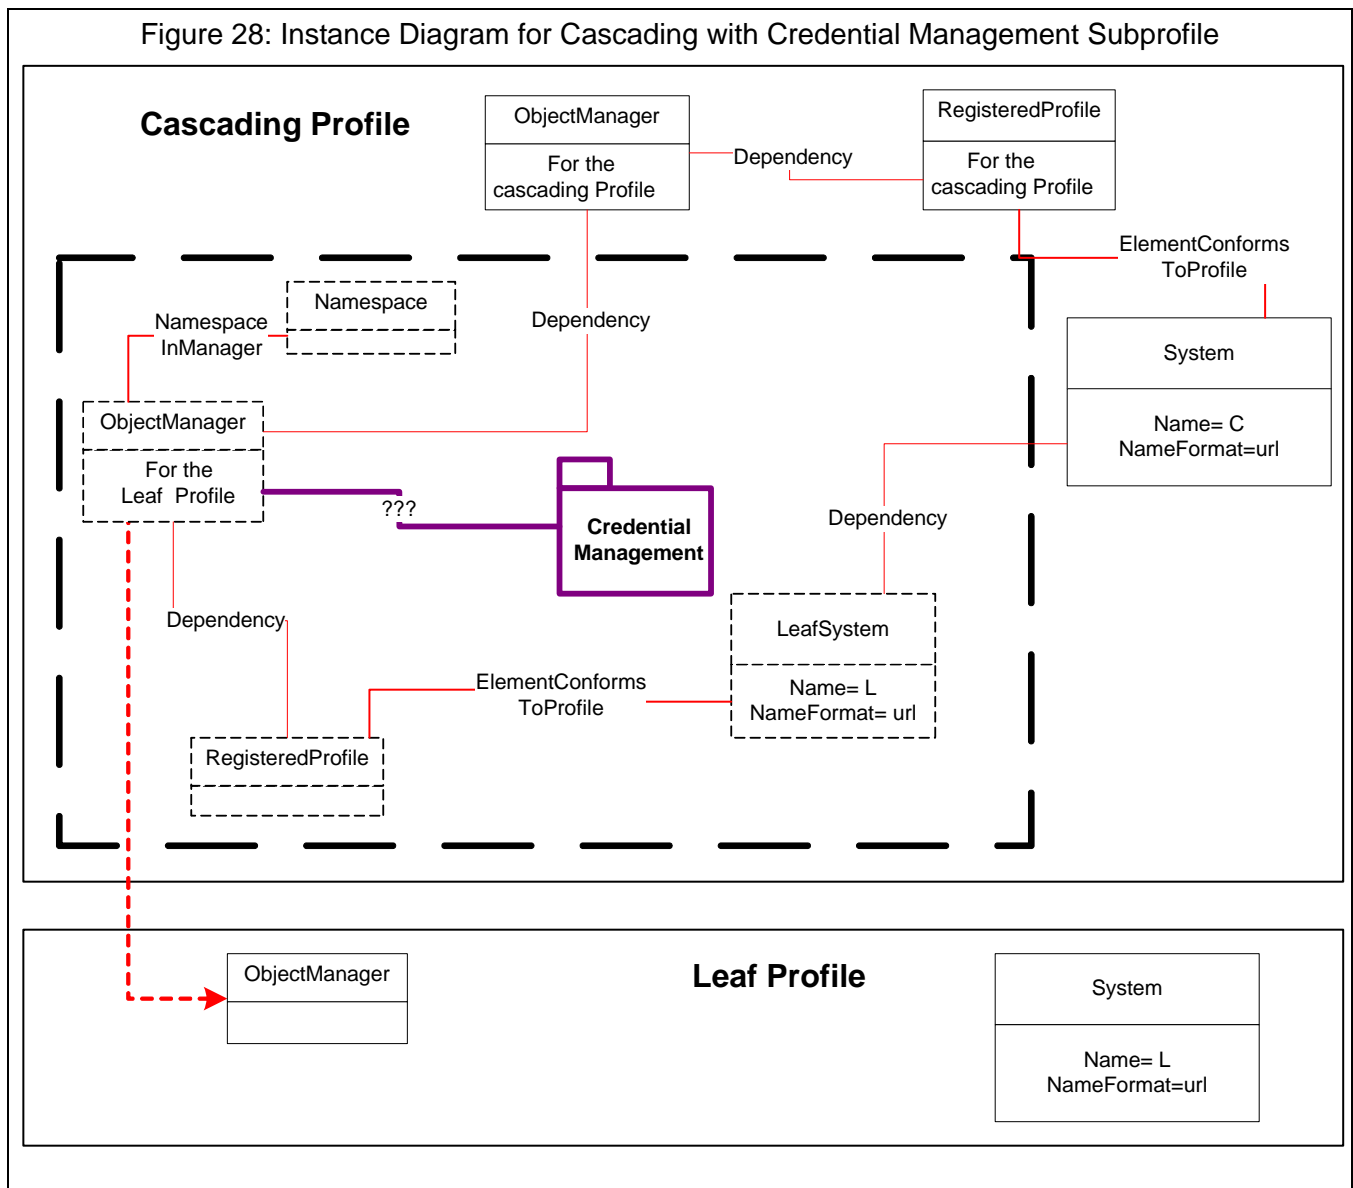 Figure 28: Instance Diagram for Cascading with Credential Management Subprofile
Cascading Profile
ObjectManager
For the
cascading Profile
Dependency
RegisteredProfile
For the
cascading Profile
ElementConforms
ToProfile
Namespace
Namespace
InManager
Dependency
System
Name= C
NameFormat=url
ObjectManager
For the
Leaf Profile
???
Credential
Management
Dependency
LeafSystem
Name= L
NameFormat= url
Dependency
ElementConforms
ToProfile
RegisteredProfile
ObjectManager
Leaf Profile
System
Name= L
NameFormat=url